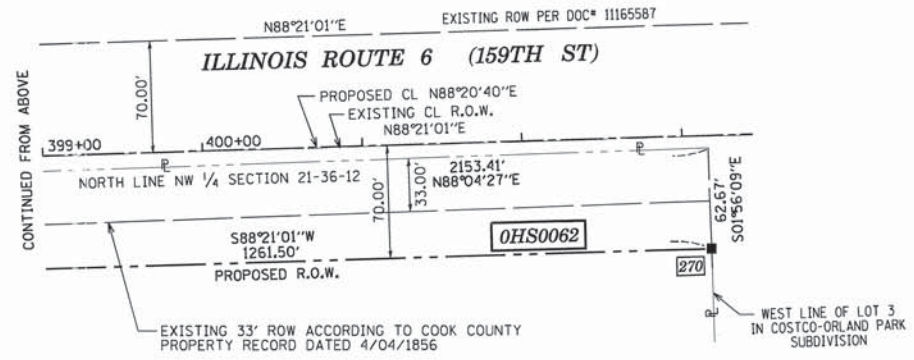 N88°21'01"E
EXISTING ROW PER DOC# 11165587
ILLINOIS ROUTE 6 (159TH ST)
CONTINUED FROM ABOVE
70.00'
PROPOSED CL N88°20'40"E
EXISTING CL R.O.W.
N88°21'01"E
399+00
400+00
NORTH LINE NW 1/4 SECTION 21-36-12
70.00'
33.00'
2153.41'
N88°04'27"E
62.67'
S01°56'09"E
S88°21'01"W
1261.50'
0HS0062
PROPOSED R.O.W.
270
EXISTING 33' ROW ACCORDING TO COOK COUNTY
PROPERTY RECORD DATED 4/04/1856
WEST LINE OF LOT 3
IN COSTCO-ORLAND PARK
SUBDIVISION